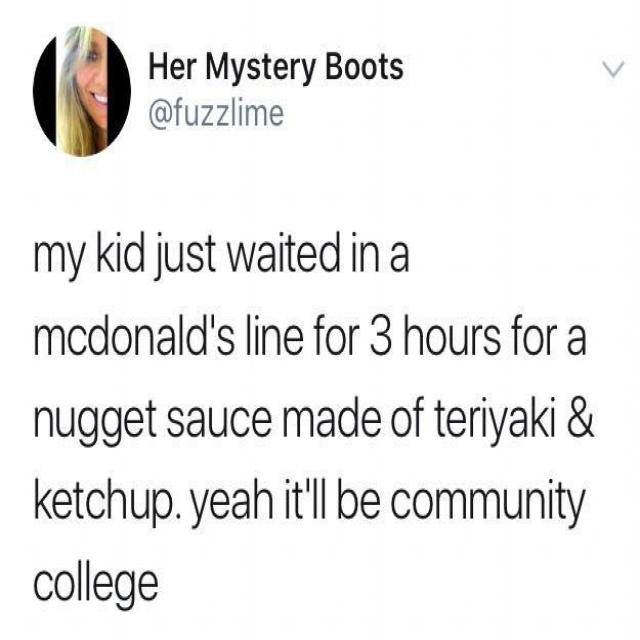 Her Mystery Boots
@fuzzlime
my kid just waited in a
mcdonald's line for 3 hours for a
nugget sauce made of teriyaki &
ketchup. yeah it'll be community
college